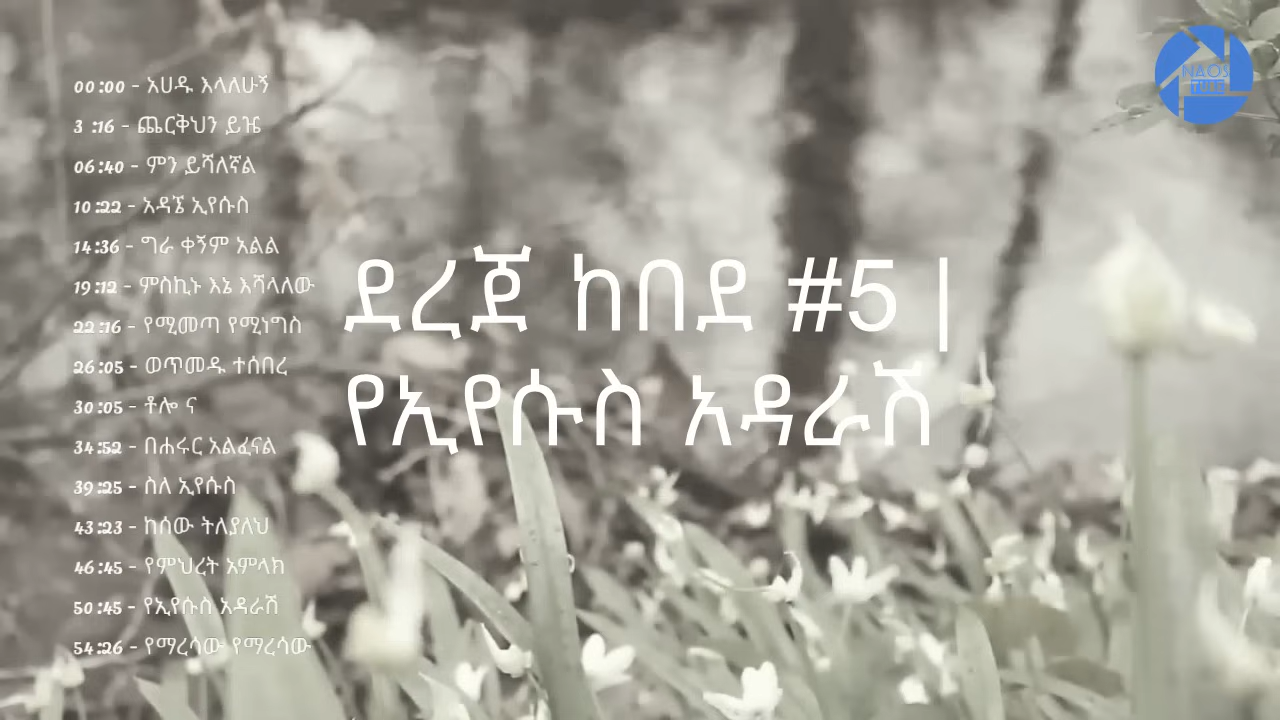 00:00 - አሀዱ እላለሁኝ
3 :16 - ጨርቅህን ይዤ
06:40 - ምን ይሻለኛል
10:22 - አዳኜ ኢየሱስ
14:36 - ግራ ቀኝም አልል
19:12 - ምስኪኑ እኔ እሻላለው
22:16 - የሚመጣ የሚነግስ
26:05 - ወጥመዱ ተሰበረ
30:05 - ቶሎ ና
34:52 - በሐሩር አልፈናል
39:25 - ስለ ኢየሱስ
43:23 - ከሰው ትለያለህ
46:45 - የምህረት አምላክ
50:45 - የኢየሱስ አዳራሽ
54:26 - የማረሳው የማረሳው
ደረጀ ከበደ #5 |
የኢየሱስ አዳራሽ
NAOS
TUBE